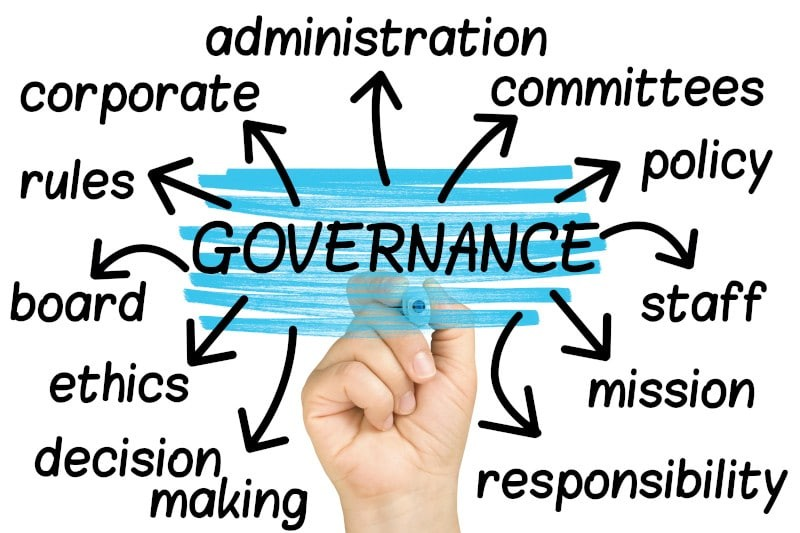 administration
corporate
committees
rules
policy
GOVERNANCE
board
staff
ethics
mission
decision
making
responsibility